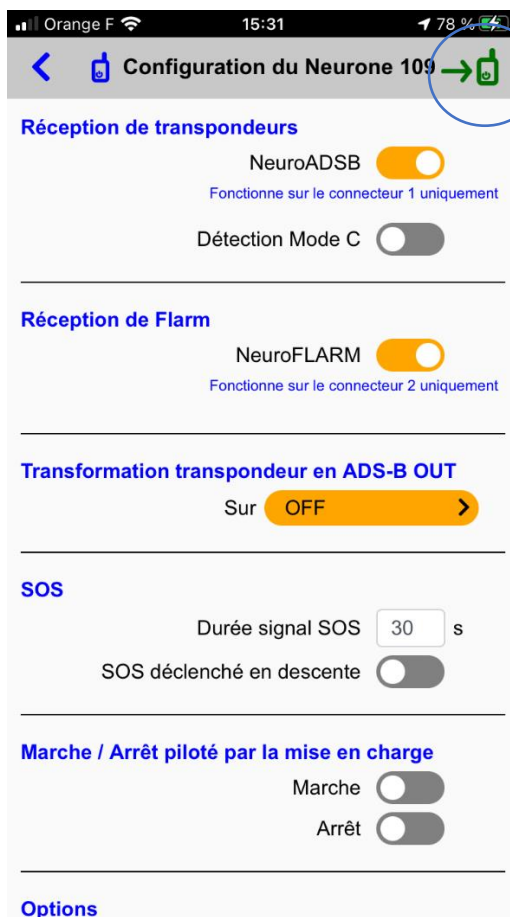 Orange F 15:31 78 %
Configuration du Neurone 109
Réception de transpondeurs
NeuroADSB
Fonctionne sur le connecteur 1 uniquement
Détection Mode C
Réception de Flarm
NeuroFLARM
Fonctionne sur le connecteur 2 uniquement
Transformation transpondeur en ADS-B OUT
Sur OFF
SOS
Durée signal SOS 30 s
SOS déclenché en descente
Marche / Arrêt piloté par la mise en charge
Marche
Arrêt
Options